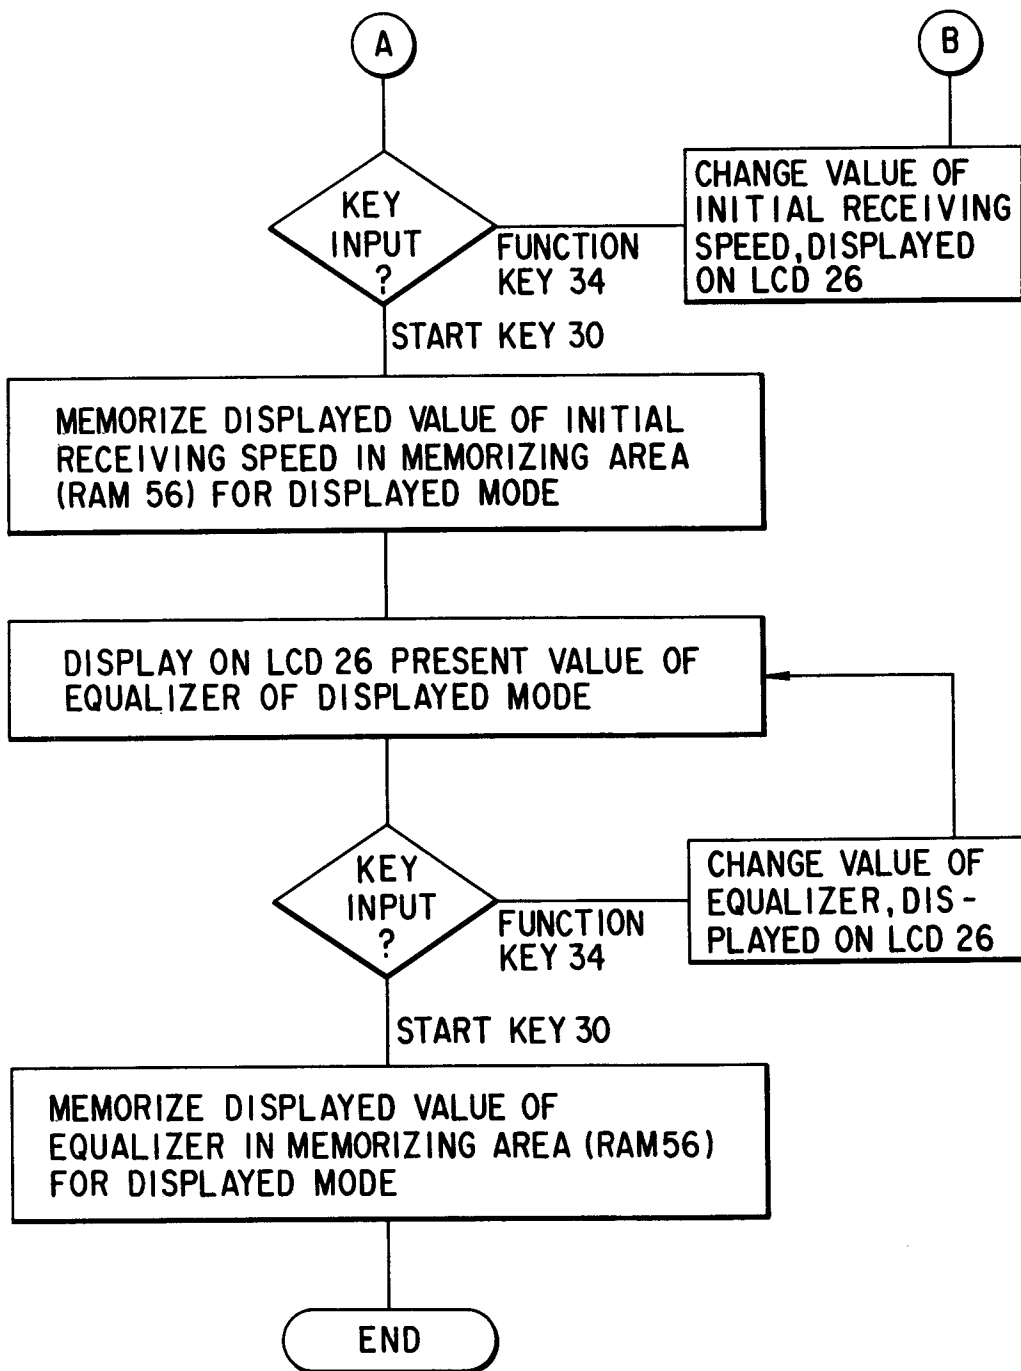 A
B
KEY
INPUT
?
FUNCTION
KEY 34
CHANGE VALUE OF
INITIAL RECEIVING
SPEED, DISPLAYED
ON LCD 26
START KEY 30
MEMORIZE DISPLAYED VALUE OF INITIAL
RECEIVING SPEED IN MEMORIZING AREA
(RAM 56) FOR DISPLAYED MODE
DISPLAY ON LCD 26 PRESENT VALUE OF
EQUALIZER OF DISPLAYED MODE
KEY
INPUT
?
FUNCTION
KEY 34
CHANGE VALUE OF
EQUALIZER, DIS-
PLAYED ON LCD 26
START KEY 30
MEMORIZE DISPLAYED VALUE OF
EQUALIZER IN MEMORIZING AREA (RAM56)
FOR DISPLAYED MODE
END